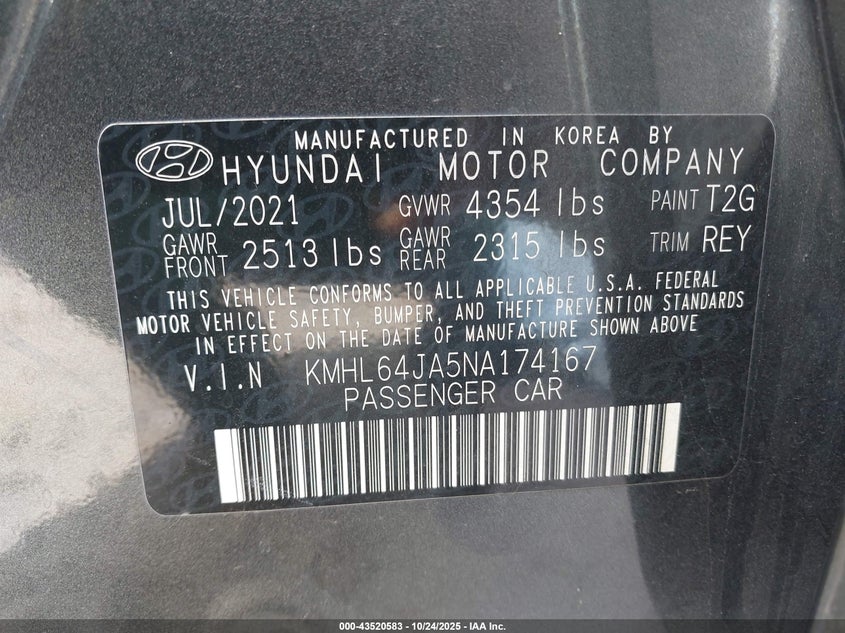 MANUFACTURED IN KOREA BY
HYUNDAI MOTOR COMPANY
JUL/2021 GVWR 4354 lbs PAINT T2G
GAWR FRONT 2513 lbs GAWR REAR 2315 lbs TRIM REY
THIS VEHICLE CONFORMS TO ALL APPLICABLE U.S.A. FEDERAL
MOTOR VEHICLE SAFETY, BUMPER, AND THEFT PREVENTION STANDARDS
IN EFFECT ON THE DATE OF MANUFACTURE SHOWN ABOVE
V.I.N KMHL64JA5NA174167
PASSENGER CAR
000-43520583 - 10/24/2025 - IAA Inc.